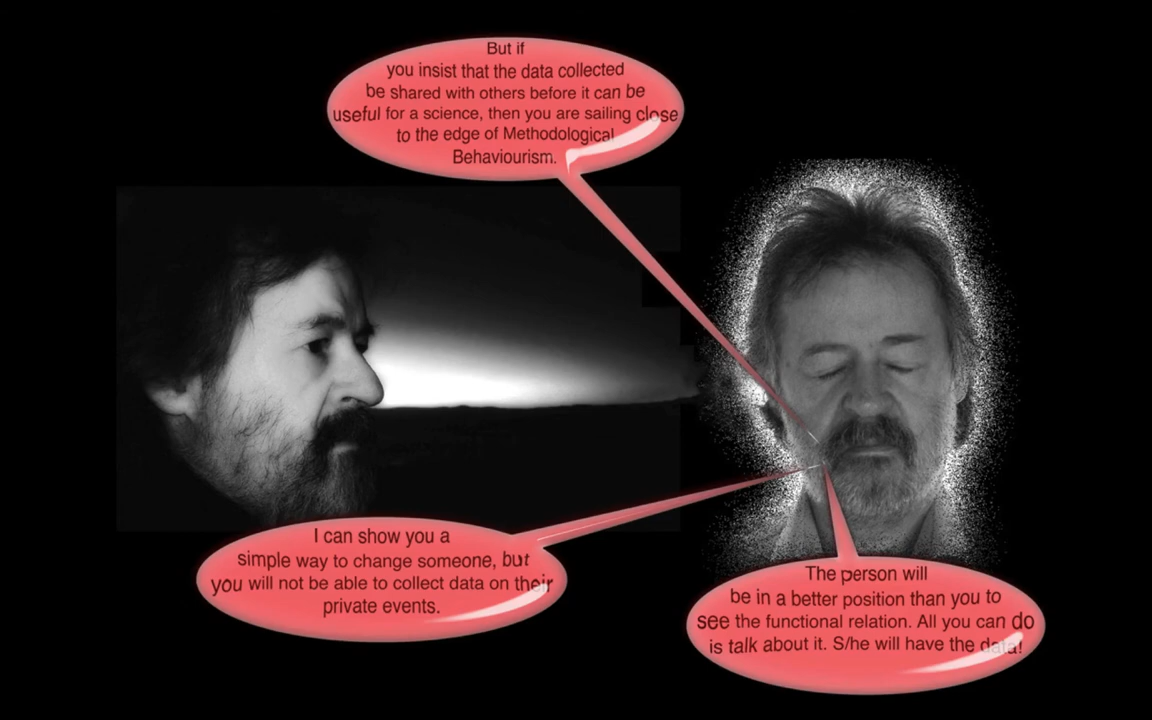 But if
you insist that the data collected
be shared with others before it can be
useful for a science, then you are sailing close
to the edge of Methodological
Behaviourism.
I can show you a
simple way to change someone, but
you will not be able to collect data on their
private events.
The person will
be in a better position than you to
see the functional relation. All you can do
is talk about it. S/he will have the data!